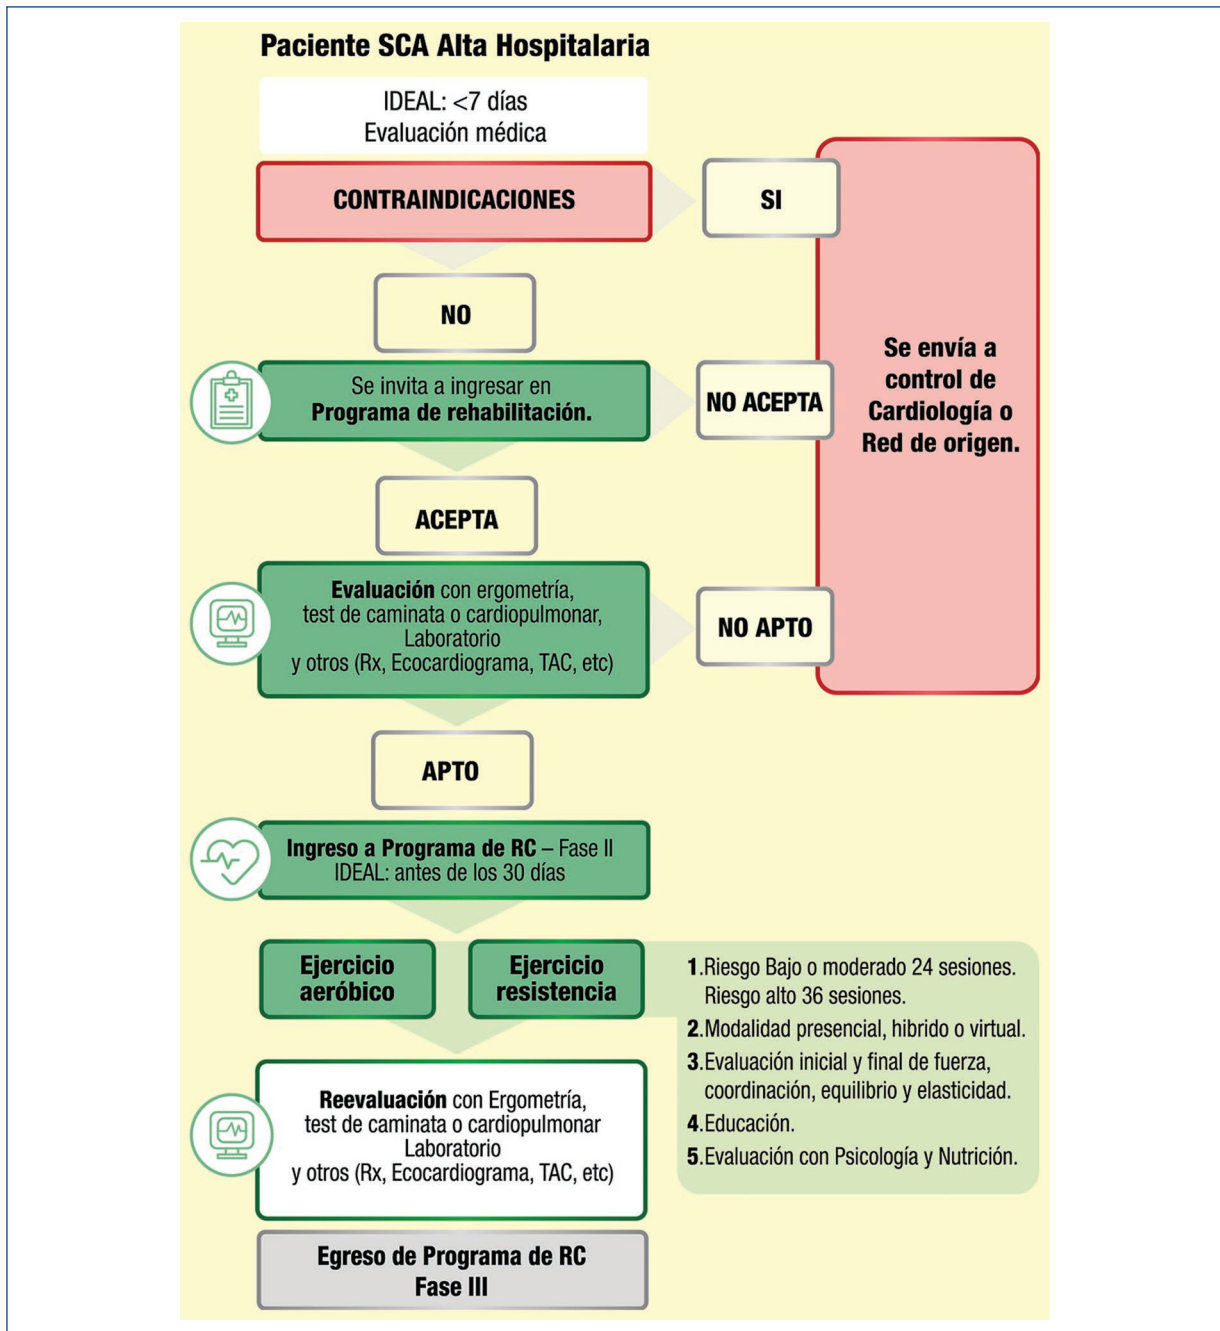 Paciente SCA Alta Hospitalaria
IDEAL: <7 días
Evaluación médica
CONTRAINDICACIONES
SI
NO
Se invita a ingresar en
Programa de rehabilitación.
NO ACEPTA
Se envía a
control de
Cardiología o
Red de origen.
ACEPTA
Evaluación con ergometría,
test de caminata o cardiopulmonar,
Laboratorio
y otros (Rx, Ecocardiograma, TAC, etc)
NO APTO
APTO
Ingreso a Programa de RC – Fase II
IDEAL: antes de los 30 días
Ejercicio
aeróbico
Ejercicio
resistencia
1.Riesgo Bajo o moderado 24 sesiones.
Riesgo alto 36 sesiones.
2.Modalidad presencial, hibrido o virtual.
3.Evaluación inicial y final de fuerza,
coordinación, equilibrio y elasticidad.
4.Educación.
5.Evaluación con Psicología y Nutrición.
Reevaluación con Ergometría,
test de caminata o cardiopulmonar
Laboratorio
y otros (Rx, Ecocardiograma, TAC, etc)
Egreso de Programa de RC
Fase III